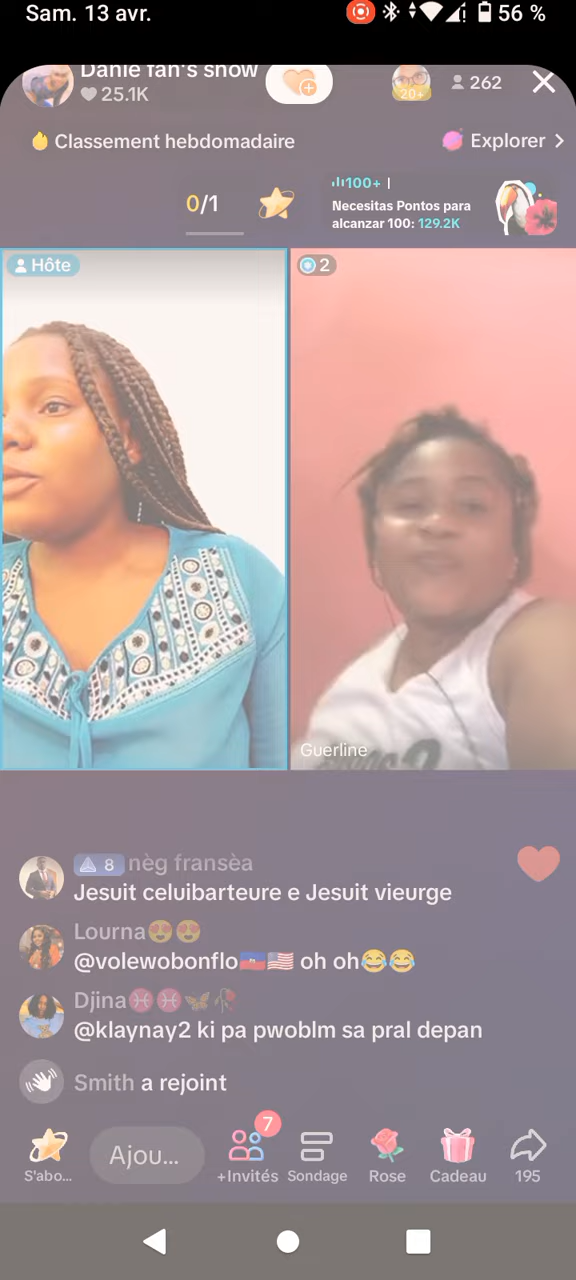 Sam. 13 avr.
56 %
Danie fan's show
25.1K
20+
262
Classement hebdomadaire
Explorer
0/1
100+
Necesitas Pontos para
alcanzar 100: 129.2K
Hôte
2
Guerline
8 nèg fransèa
Jesuit celuibarteure e Jesuit vieurge
Lourna😍😍
@volewobonflo🇭🇹🇺🇸 oh oh😂😂
Djina♓♓🦋🥀
@klaynay2 ki pa pwoblm sa pral depan
Smith a rejoint
7
S'abo...
Ajou...
+Invités
Sondage
Rose
Cadeau
195